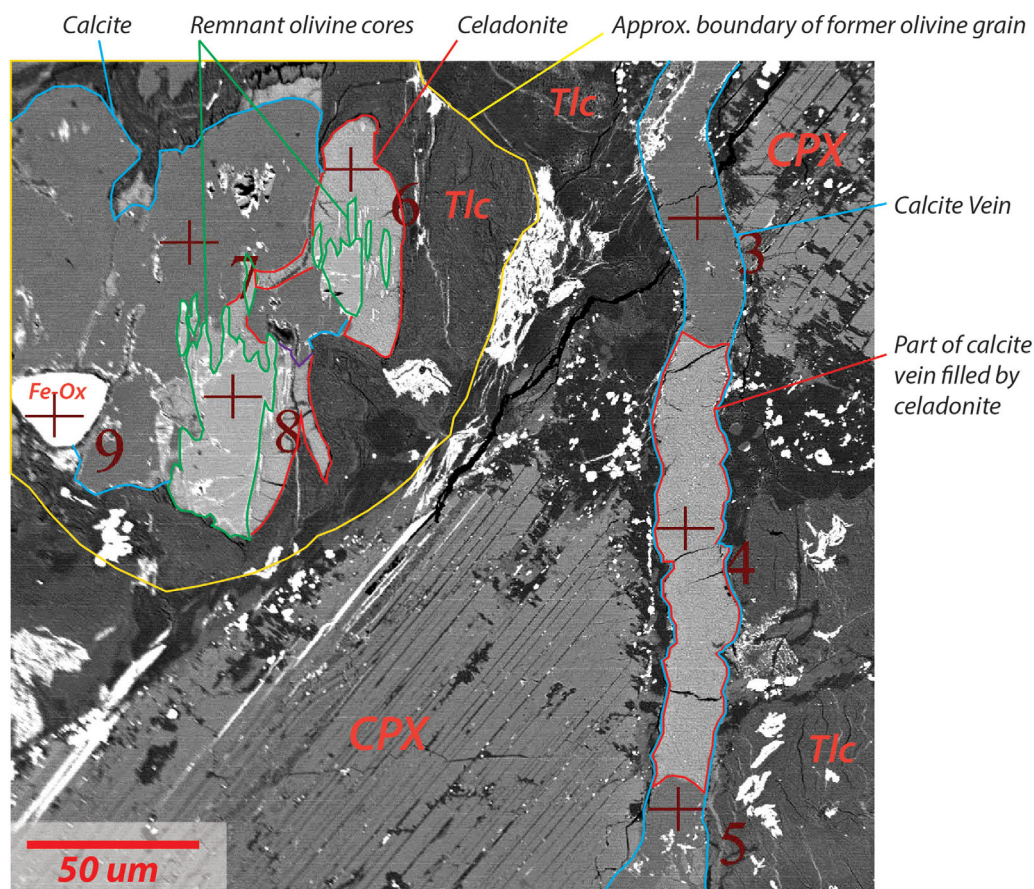 Calcite
Remnant olivine cores
Celadonite
Approx. boundary of former olivine grain
Tlc
CPX
6
Tlc
Calcite Vein
3
7
Part of calcite
vein filled by
celadonite
Fe-Ox
8
9
4
CPX
Tlc
5
50 um